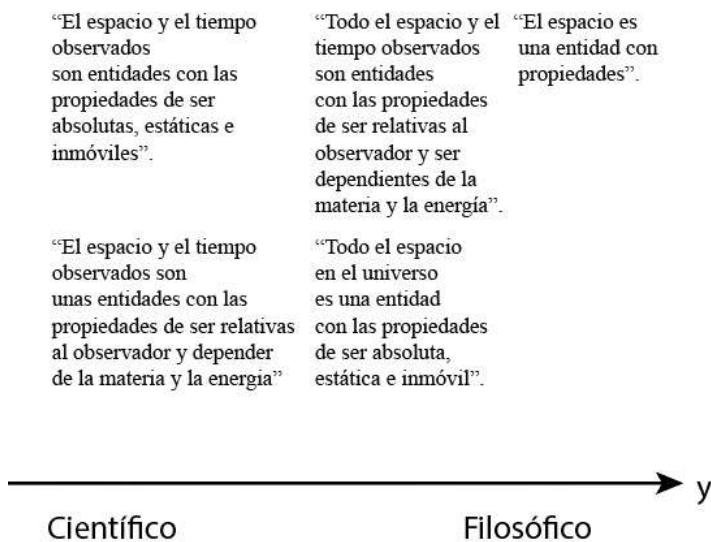 “El espacio y el tiempo
observados
son entidades con las
propiedades de ser
absolutas, estáticas e
inmóviles”.
“Todo el espacio y el
tiempo observados
son entidades
con las propiedades
de ser relativas al
observador y ser
dependientes de la
materia y la energía”.
“El espacio es
una entidad con
propiedades”.
“El espacio y el tiempo
observados son
unas entidades con las
propiedades de ser relativas
al observador y depender
de la materia y la energia”
“Todo el espacio
en el universo
es una entidad
con las propiedades
de ser absoluta,
estática e inmóvil”.
y
Científico
Filosófico